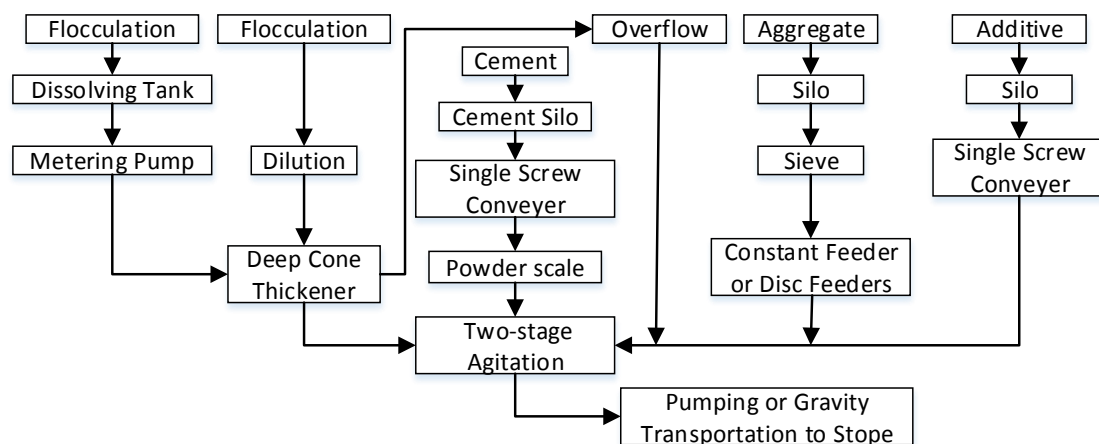 Flocculation
Flocculation
Overflow
Aggregate
Additive
Cement
Dissolving Tank
Silo
Silo
Cement Silo
Metering Pump
Dilution
Single Screw
Conveyer
Sieve
Single Screw
Conveyer
Deep Cone
Thickener
Powder scale
Constant Feeder
or Disc Feeders
Two-stage
Agitation
Pumping or Gravity
Transportation to Stope